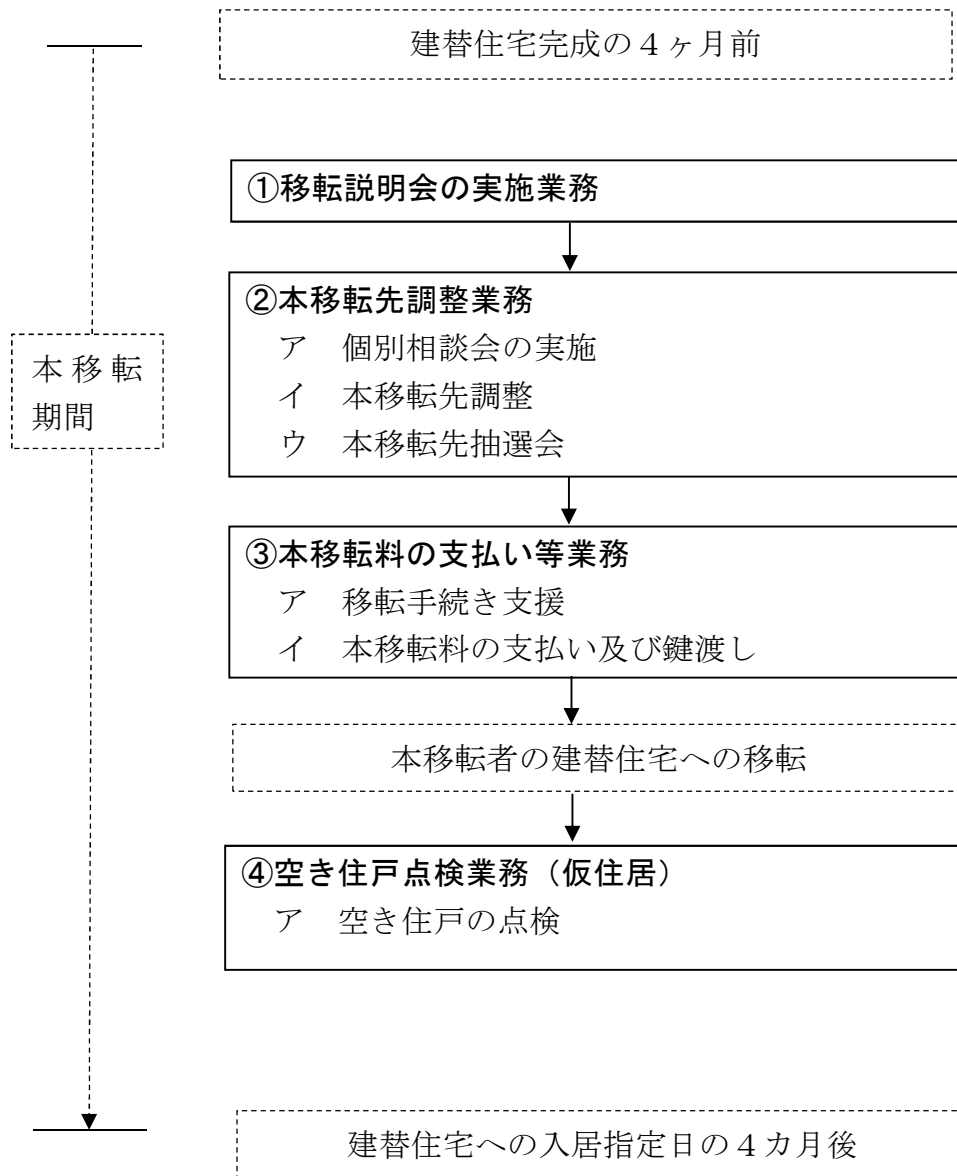 建替住宅完成の４ヶ月前
①移転説明会の実施業務
②本移転先調整業務
ア　個別相談会の実施
イ　本移転先調整
ウ　本移転先抽選会
本移転
期間
③本移転料の支払い等業務
ア　移転手続き支援
イ　本移転料の支払い及び鍵渡し
本移転者の建替住宅への移転
④空き住戸点検業務（仮住居）
ア　空き住戸の点検
建替住宅への入居指定日の４カ月後